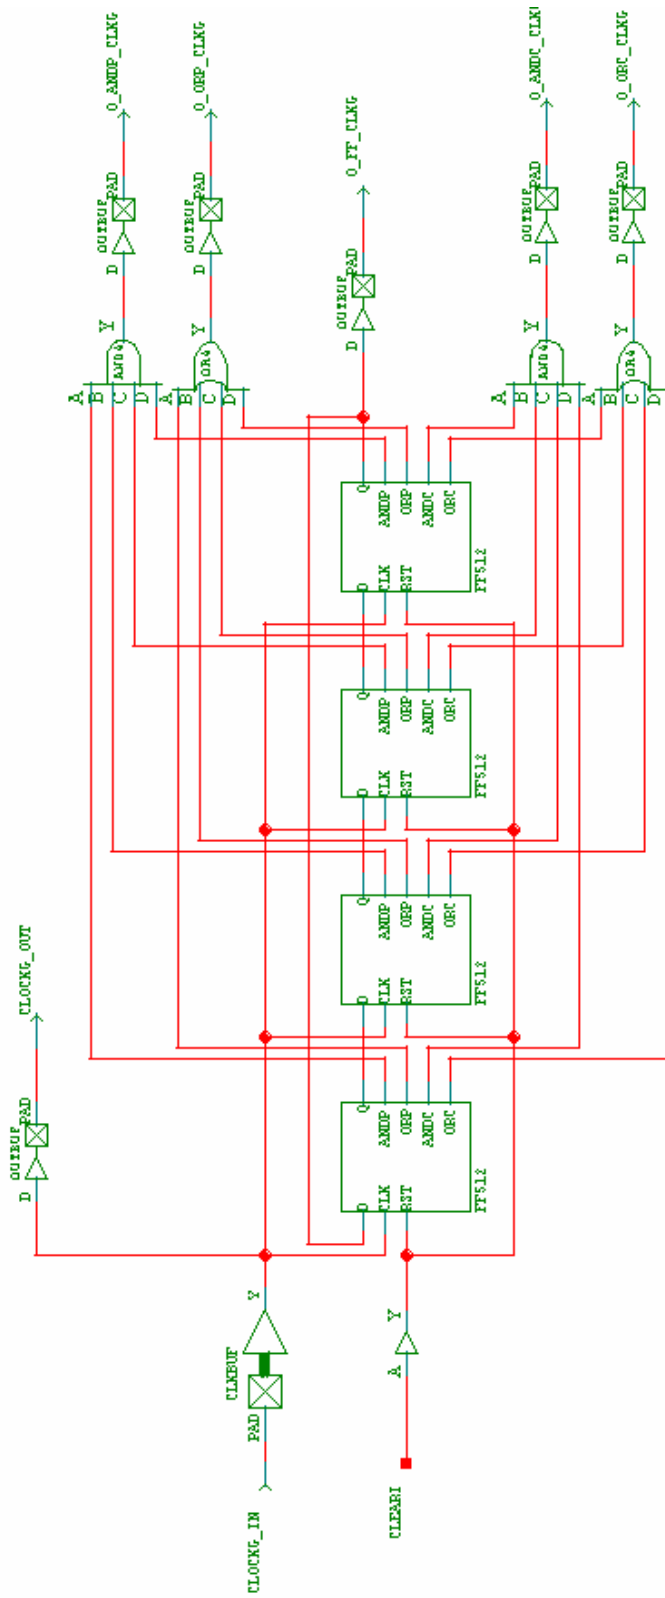 O_ANDP_CLKG
O_ORP_CLKG
O_FF_CLKG
O_ANDC_CLK
O_ORC_CLKG
PAD
OUTBUF
D
PAD
OUTBUF
D
PAD
OUTBUF
D
PAD
OUTBUF
D
PAD
OUTBUF
D
Y
AND4
A
B
C
D
Y
OR4
A
B
C
D
Y
AND4
A
B
C
D
Y
OR4
A
B
C
D
Q
ANDP
ORP
ANDC
ORC
D
CLK
RST
FF512
Q
ANDP
ORP
ANDC
ORC
D
CLK
RST
FF512
Q
ANDP
ORP
ANDC
ORC
D
CLK
RST
FF512
Q
ANDP
ORP
ANDC
ORC
D
CLK
RST
FF512
CLOCKG_OUT
PAD
OUTBUF
D
Y
CLKBUF
PAD
CLOCKG_IN
Y
A
CLEARI